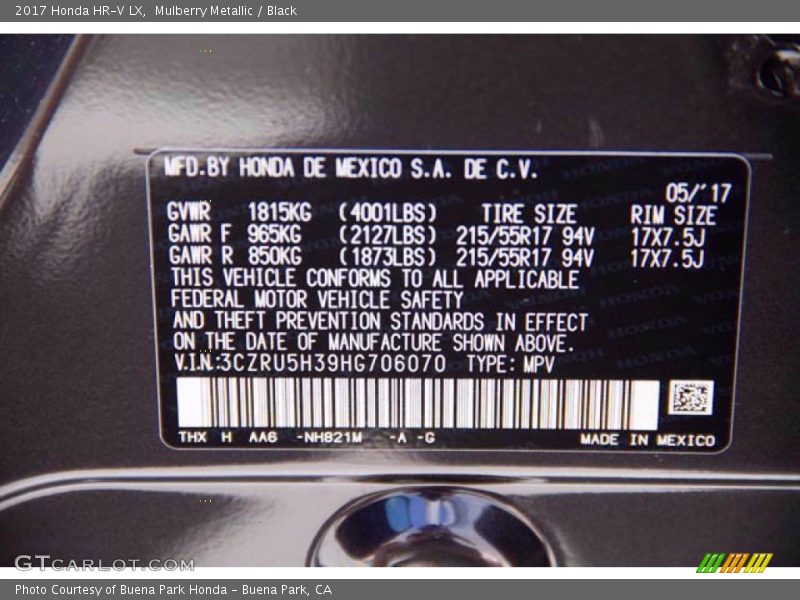 2017 Honda HR-V LX, Mulberry Metallic / Black
MFD.BY HONDA DE MEXICO S.A. DE C.V.
05/'17
GVWR 1815KG (4001LBS) TIRE SIZE RIM SIZE
GAWR F 965KG (2127LBS) 215/55R17 94V 17X7.5J
GAWR R 850KG (1873LBS) 215/55R17 94V 17X7.5J
THIS VEHICLE CONFORMS TO ALL APPLICABLE
FEDERAL MOTOR VEHICLE SAFETY
AND THEFT PREVENTION STANDARDS IN EFFECT
ON THE DATE OF MANUFACTURE SHOWN ABOVE.
V.I.N:3CZRU5H39HG706070 TYPE: MPV
THX H AA6 -NH821M -A -G MADE IN MEXICO
GTCARLOT.COM
Photo Courtesy of Buena Park Honda - Buena Park, CA